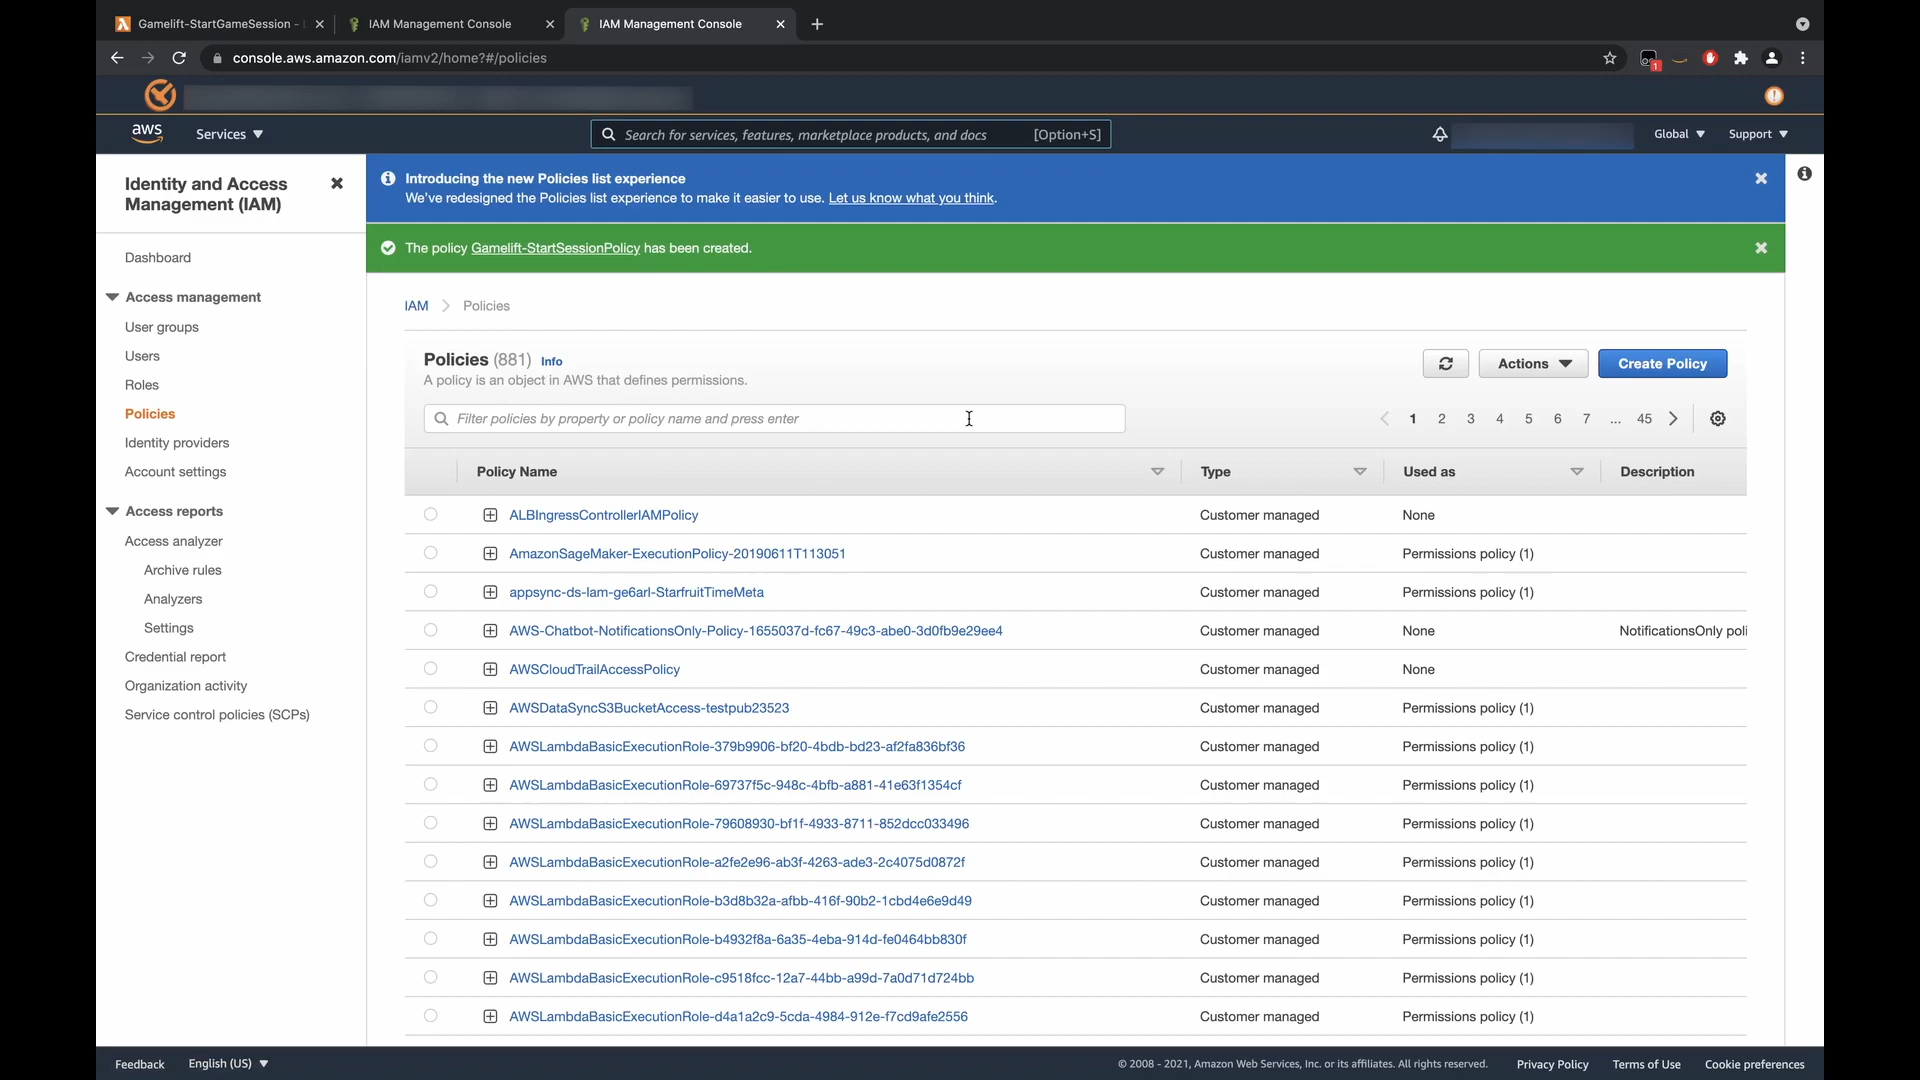 Gamelift-StartGameSession -
IAM Management Console
IAM Management Console
console.aws.amazon.com/iamv2/home?#/policies
1
aws
Services
Search for services, features, marketplace products, and docs
[Option+S]
Global
Support
Identity and Access
Management (IAM)
Dashboard
Access management
User groups
Users
Roles
Policies
Identity providers
Account settings
Access reports
Access analyzer
Archive rules
Analyzers
Settings
Credential report
Organization activity
Service control policies (SCPs)
Introducing the new Policies list experience
We've redesigned the Policies list experience to make it easier to use. Let us know what you think.
The policy Gamelift-StartSessionPolicy has been created.
IAM > Policies
Policies (881) Info
A policy is an object in AWS that defines permissions.
Actions
Create Policy
Filter policies by property or policy name and press enter
1 2 3 4 5 6 7 ... 45
Policy Name Type Used as Description
ALBIngressControllerIAMPolicy Customer managed None
AmazonSageMaker-ExecutionPolicy-20190611T113051 Customer managed Permissions policy (1)
appsync-ds-lam-ge6arl-StarfruitTimeMeta Customer managed Permissions policy (1)
AWS-Chatbot-NotificationsOnly-Policy-1655037d-fc67-49c3-abe0-3d0fb9e29ee4 Customer managed None NotificationsOnly poli
AWSCloudTrailAccessPolicy Customer managed None
AWSDataSyncS3BucketAccess-testpub23523 Customer managed Permissions policy (1)
AWSLambdaBasicExecutionRole-379b9906-bf20-4bdb-bd23-af2fa836bf36 Customer managed Permissions policy (1)
AWSLambdaBasicExecutionRole-69737f5c-948c-4bfb-a881-41e63f1354cf Customer managed Permissions policy (1)
AWSLambdaBasicExecutionRole-79608930-bf1f-4933-8711-852dcc033496 Customer managed Permissions policy (1)
AWSLambdaBasicExecutionRole-a2fe2e96-ab3f-4263-ade3-2c4075d0872f Customer managed Permissions policy (1)
AWSLambdaBasicExecutionRole-b3d8b32a-afbb-416f-90b2-1cbd4e6e9d49 Customer managed Permissions policy (1)
AWSLambdaBasicExecutionRole-b4932f8a-6a35-4eba-914d-fe0464bb830f Customer managed Permissions policy (1)
AWSLambdaBasicExecutionRole-c9518fcc-12a7-44bb-a99d-7a0d71d724bb Customer managed Permissions policy (1)
AWSLambdaBasicExecutionRole-d4a1a2c9-5cda-4984-912e-f7cd9afe2556 Customer managed Permissions policy (1)
Feedback
English (US)
© 2008 - 2021, Amazon Web Services, Inc. or its affiliates. All rights reserved.
Privacy Policy
Terms of Use
Cookie preferences